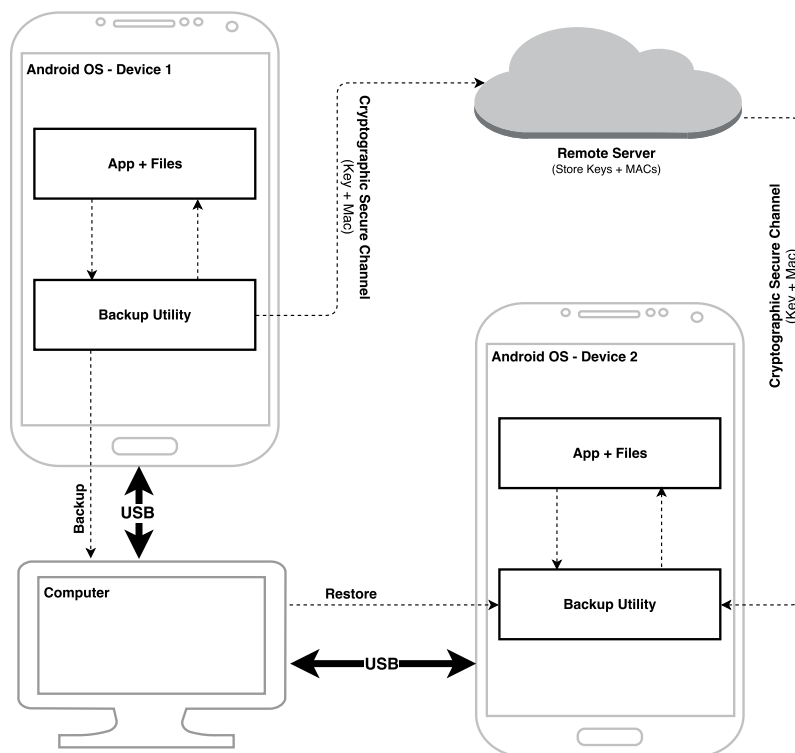 Android OS - Device 1
App + Files
Backup Utility
Cryptographic Secure Channel
(Key + Mac)
Remote Server
(Store Keys + MACs)
Cryptographic Secure Channel
(Key + Mac)
Android OS - Device 2
App + Files
Backup Utility
Backup
USB
Computer
Restore
USB